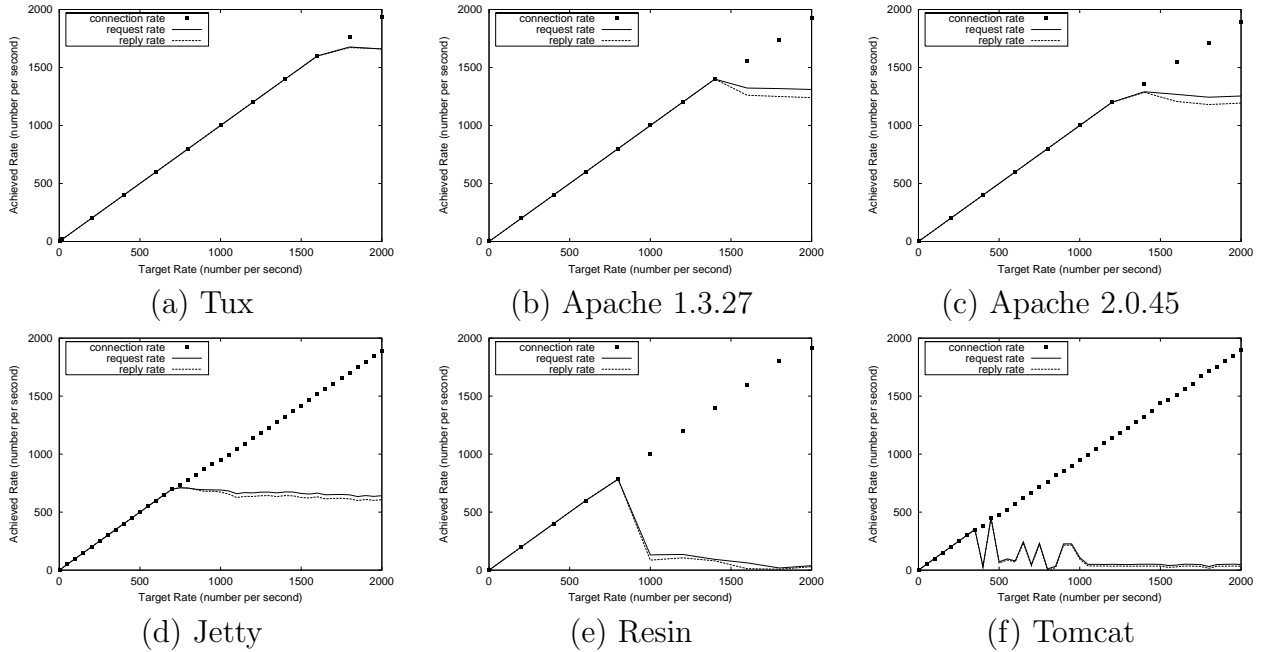 connection rate
request rate
reply rate
Achieved Rate (number per second)
2000
1500
1000
500
0
0 500 1000 1500 2000
Target Rate (number per second)
(a) Tux
connection rate
request rate
reply rate
Achieved Rate (number per second)
2000
1500
1000
500
0
0 500 1000 1500 2000
Target Rate (number per second)
(b) Apache 1.3.27
connection rate
request rate
reply rate
Achieved Rate (number per second)
2000
1500
1000
500
0
0 500 1000 1500 2000
Target Rate (number per second)
(c) Apache 2.0.45
connection rate
request rate
reply rate
Achieved Rate (number per second)
2000
1500
1000
500
0
0 500 1000 1500 2000
Target Rate (number per second)
(d) Jetty
connection rate
request rate
reply rate
Achieved Rate (number per second)
2000
1500
1000
500
0
0 500 1000 1500 2000
Target Rate (number per second)
(e) Resin
connection rate
request rate
reply rate
Achieved Rate (number per second)
2000
1500
1000
500
0
0 500 1000 1500 2000
Target Rate (number per second)
(f) Tomcat